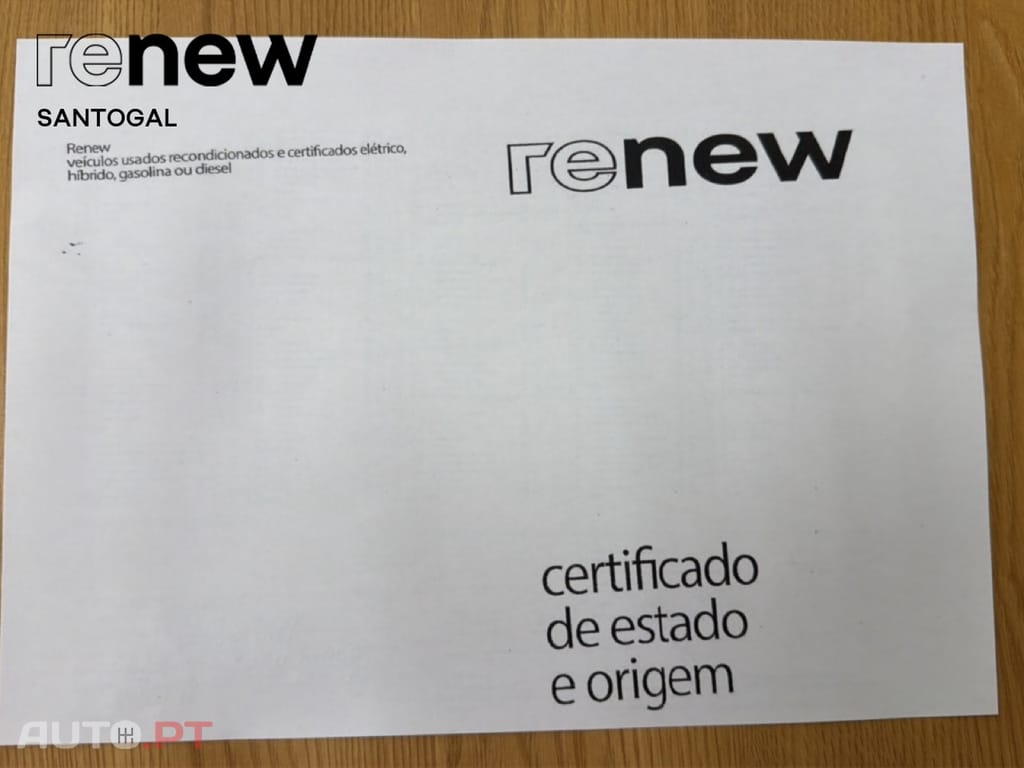 renew
SANTOGAL
Renew
veículos usados recondicionados e certificados elétrico,
híbrido, gasolina ou diesel
renew
certificado
de estado
e origem
AUTO.PT